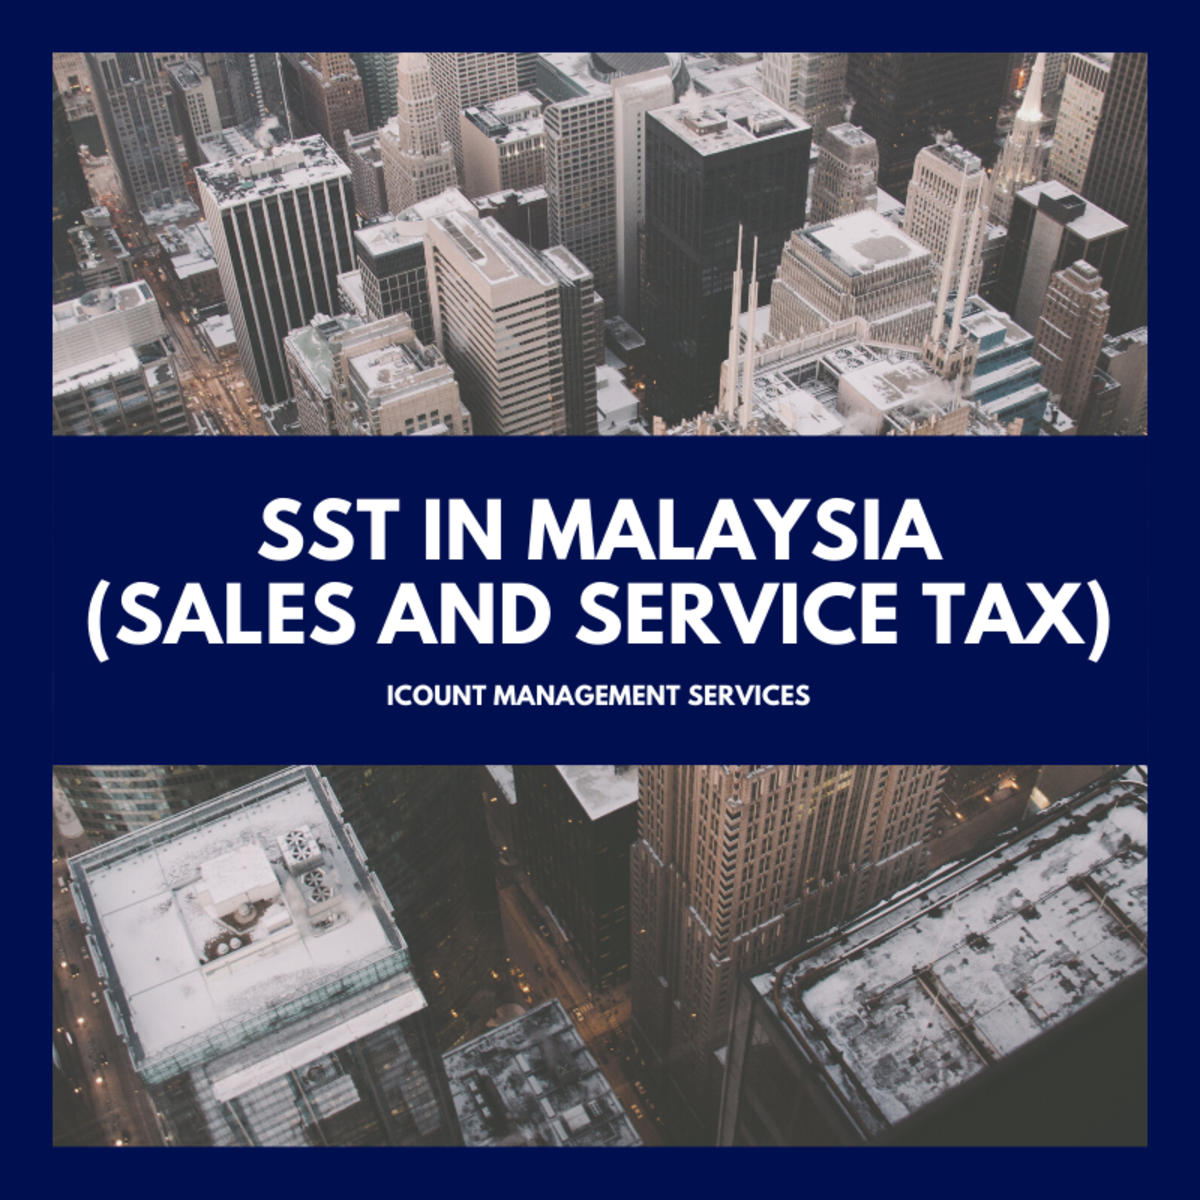 SST IN MALAYSIA
(SALES AND SERVICE TAX)
ICOUNT MANAGEMENT SERVICES